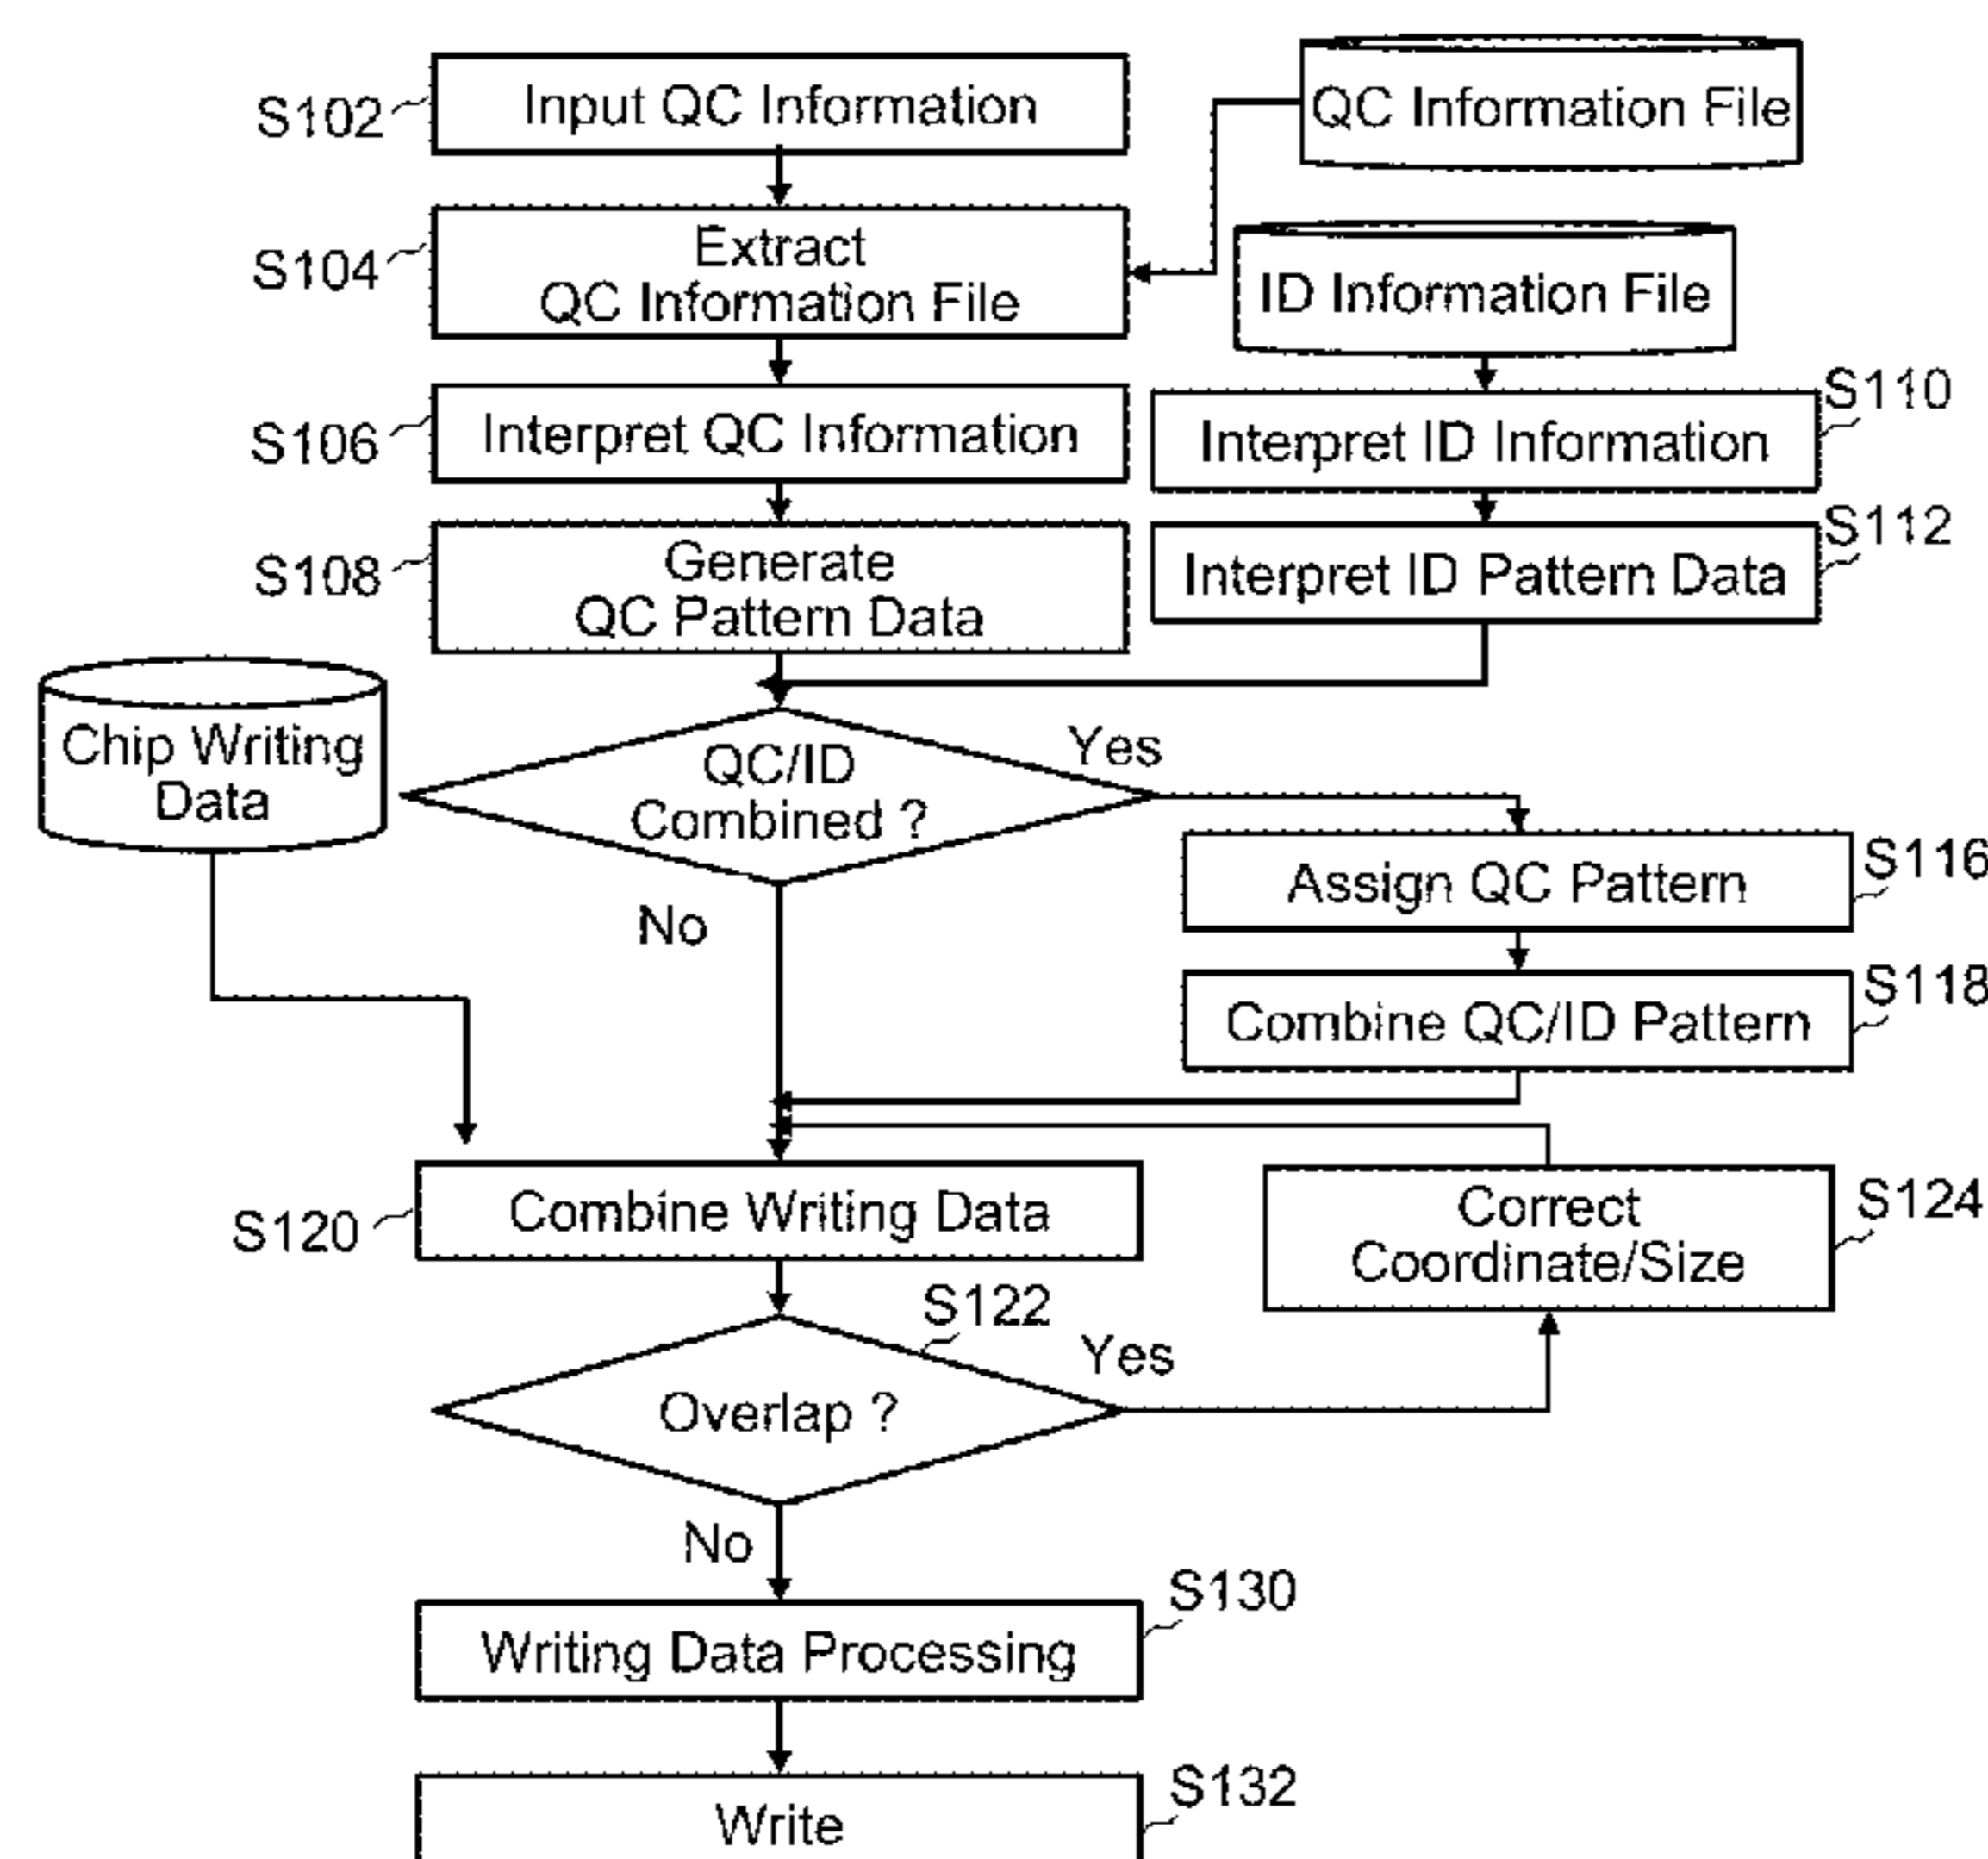 S102
Input QC Information
QC Information File
S104
Extract
QC Information File
ID Information File
S106
Interpret QC Information
S110
Interpret ID Information
S108
Generate
QC Pattern Data
S112
Interpret ID Pattern Data
Chip Writing
Data
QC/ID
Combined ?
Yes
No
S116
Assign QC Pattern
S118
Combine QC/ID Pattern
S120
Combine Writing Data
S124
Correct
Coordinate/Size
S122
Overlap ?
Yes
No
S130
Writing Data Processing
S132
Write